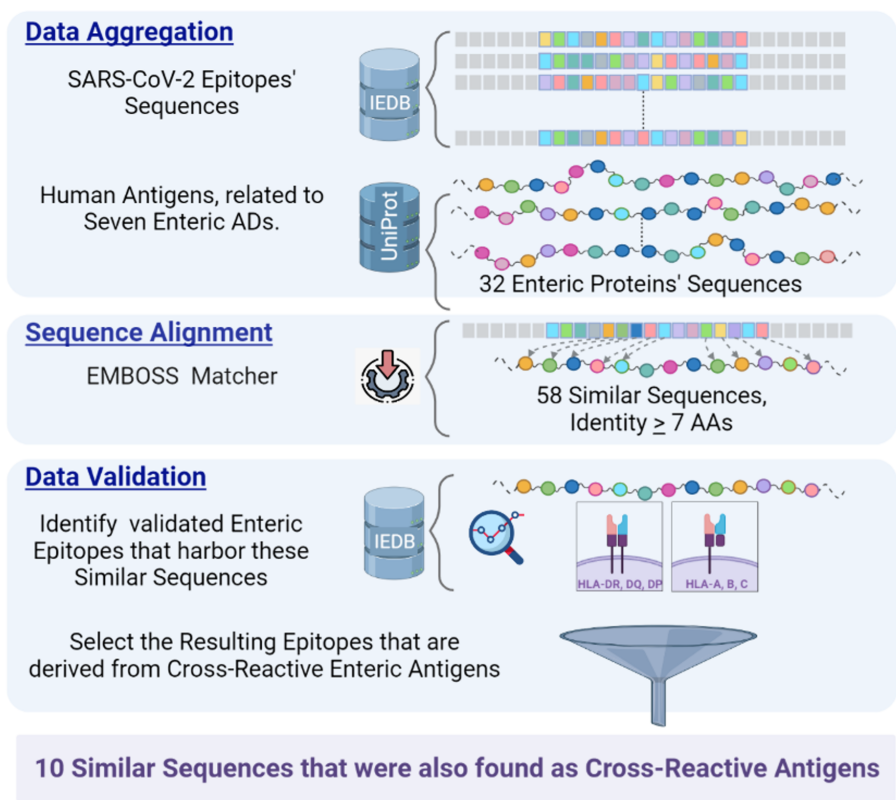 Data Aggregation
SARS-CoV-2 Epitopes'
Sequences
IEDB
Human Antigens, related to
Seven Enteric ADs.
UniProt
32 Enteric Proteins' Sequences
Sequence Alignment
EMBOSS Matcher
58 Similar Sequences,
Identity ≥ 7 AAs
Data Validation
Identify validated Enteric
Epitopes that harbor these
Similar Sequences
IEDB
HLA-DR, DQ, DP
HLA-A, B, C
Select the Resulting Epitopes that are
derived from Cross-Reactive Enteric Antigens
10 Similar Sequences that were also found as Cross-Reactive Antigens